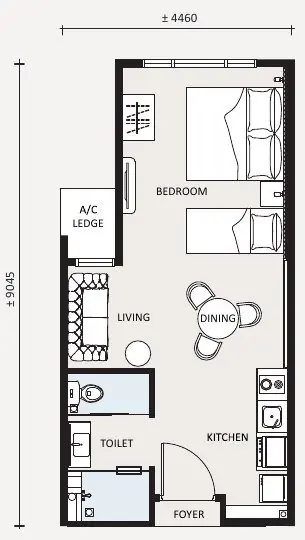 ± 4460
BEDROOM
A/C
LEDGE
± 9045
LIVING
DINING
TOILET
KITCHEN
FOYER